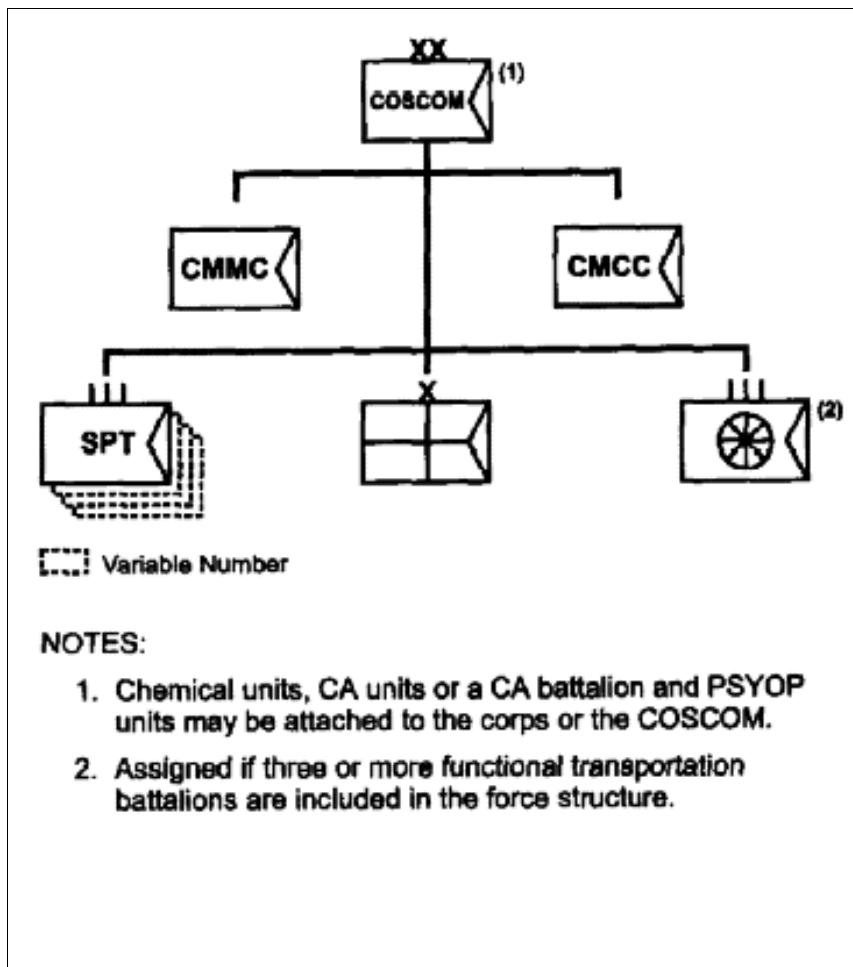 XX
COSCOM (1)
CMMC
CMCC
III
SPT
X
III
(2)
Variable Number
NOTES:
1. Chemical units, CA units or a CA battalion and PSYOP
units may be attached to the corps or the COSCOM.
2. Assigned if three or more functional transportation
battalions are included in the force structure.